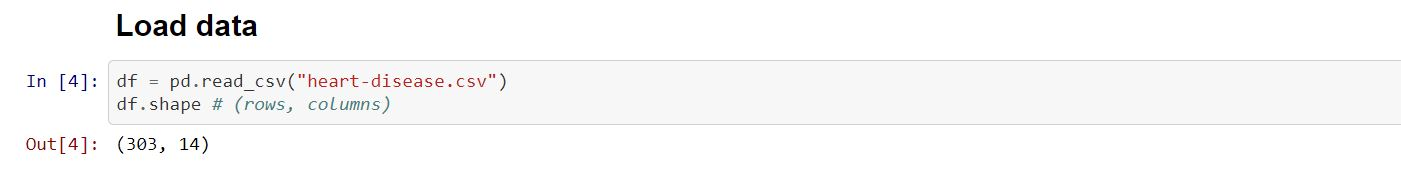 Load data
In [4]: df = pd.read_csv("heart-disease.csv")
df.shape # (rows, columns)
Out[4]: (303, 14)